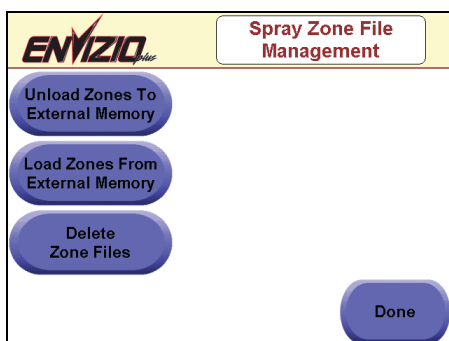 ENVIZIO plus
Spray Zone File
Management
Unload Zones To
External Memory
Load Zones From
External Memory
Delete
Zone Files
Done